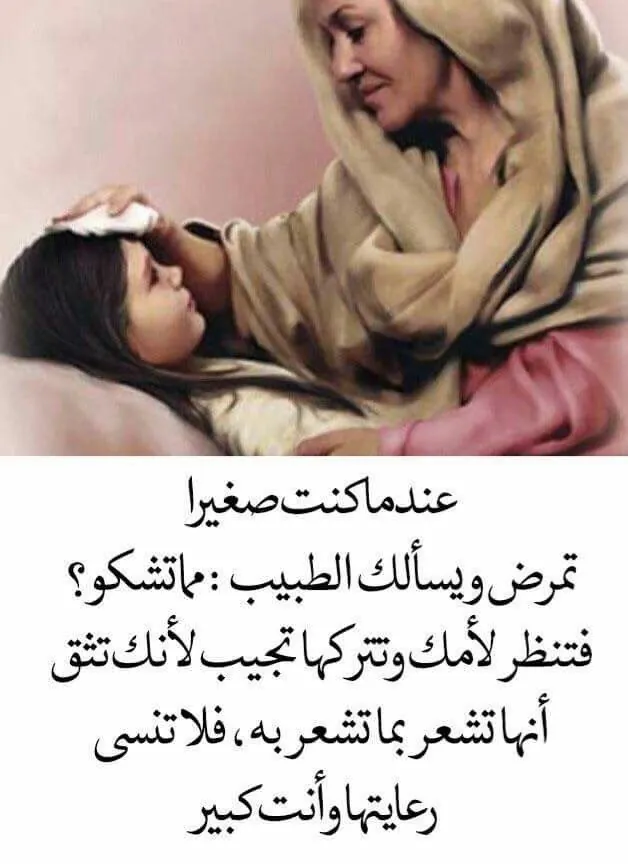 عندما كنت صغيرا
تمرض ويسألك الطبيب : مما تشكو؟
فتنظر لأمك وتتركها تجيب لأنك تثق
أنها تشعر بما تشعر به، فلا تنسى
رعايتها وأنت كبير